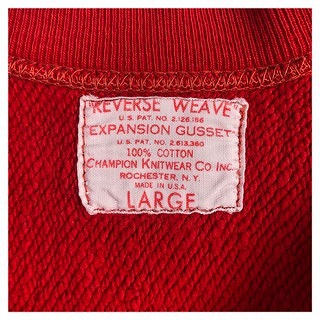 "REVERSE WEAVE"
U.S. PAT. NO. 2,126,186
EXPANSION GUSSET
U.S. PAT. NO. 2,613,360
100% COTTON
CHAMPION KNITWEAR CO. INC.
ROCHESTER, N.Y.
MADE IN U.S.A.
LARGE